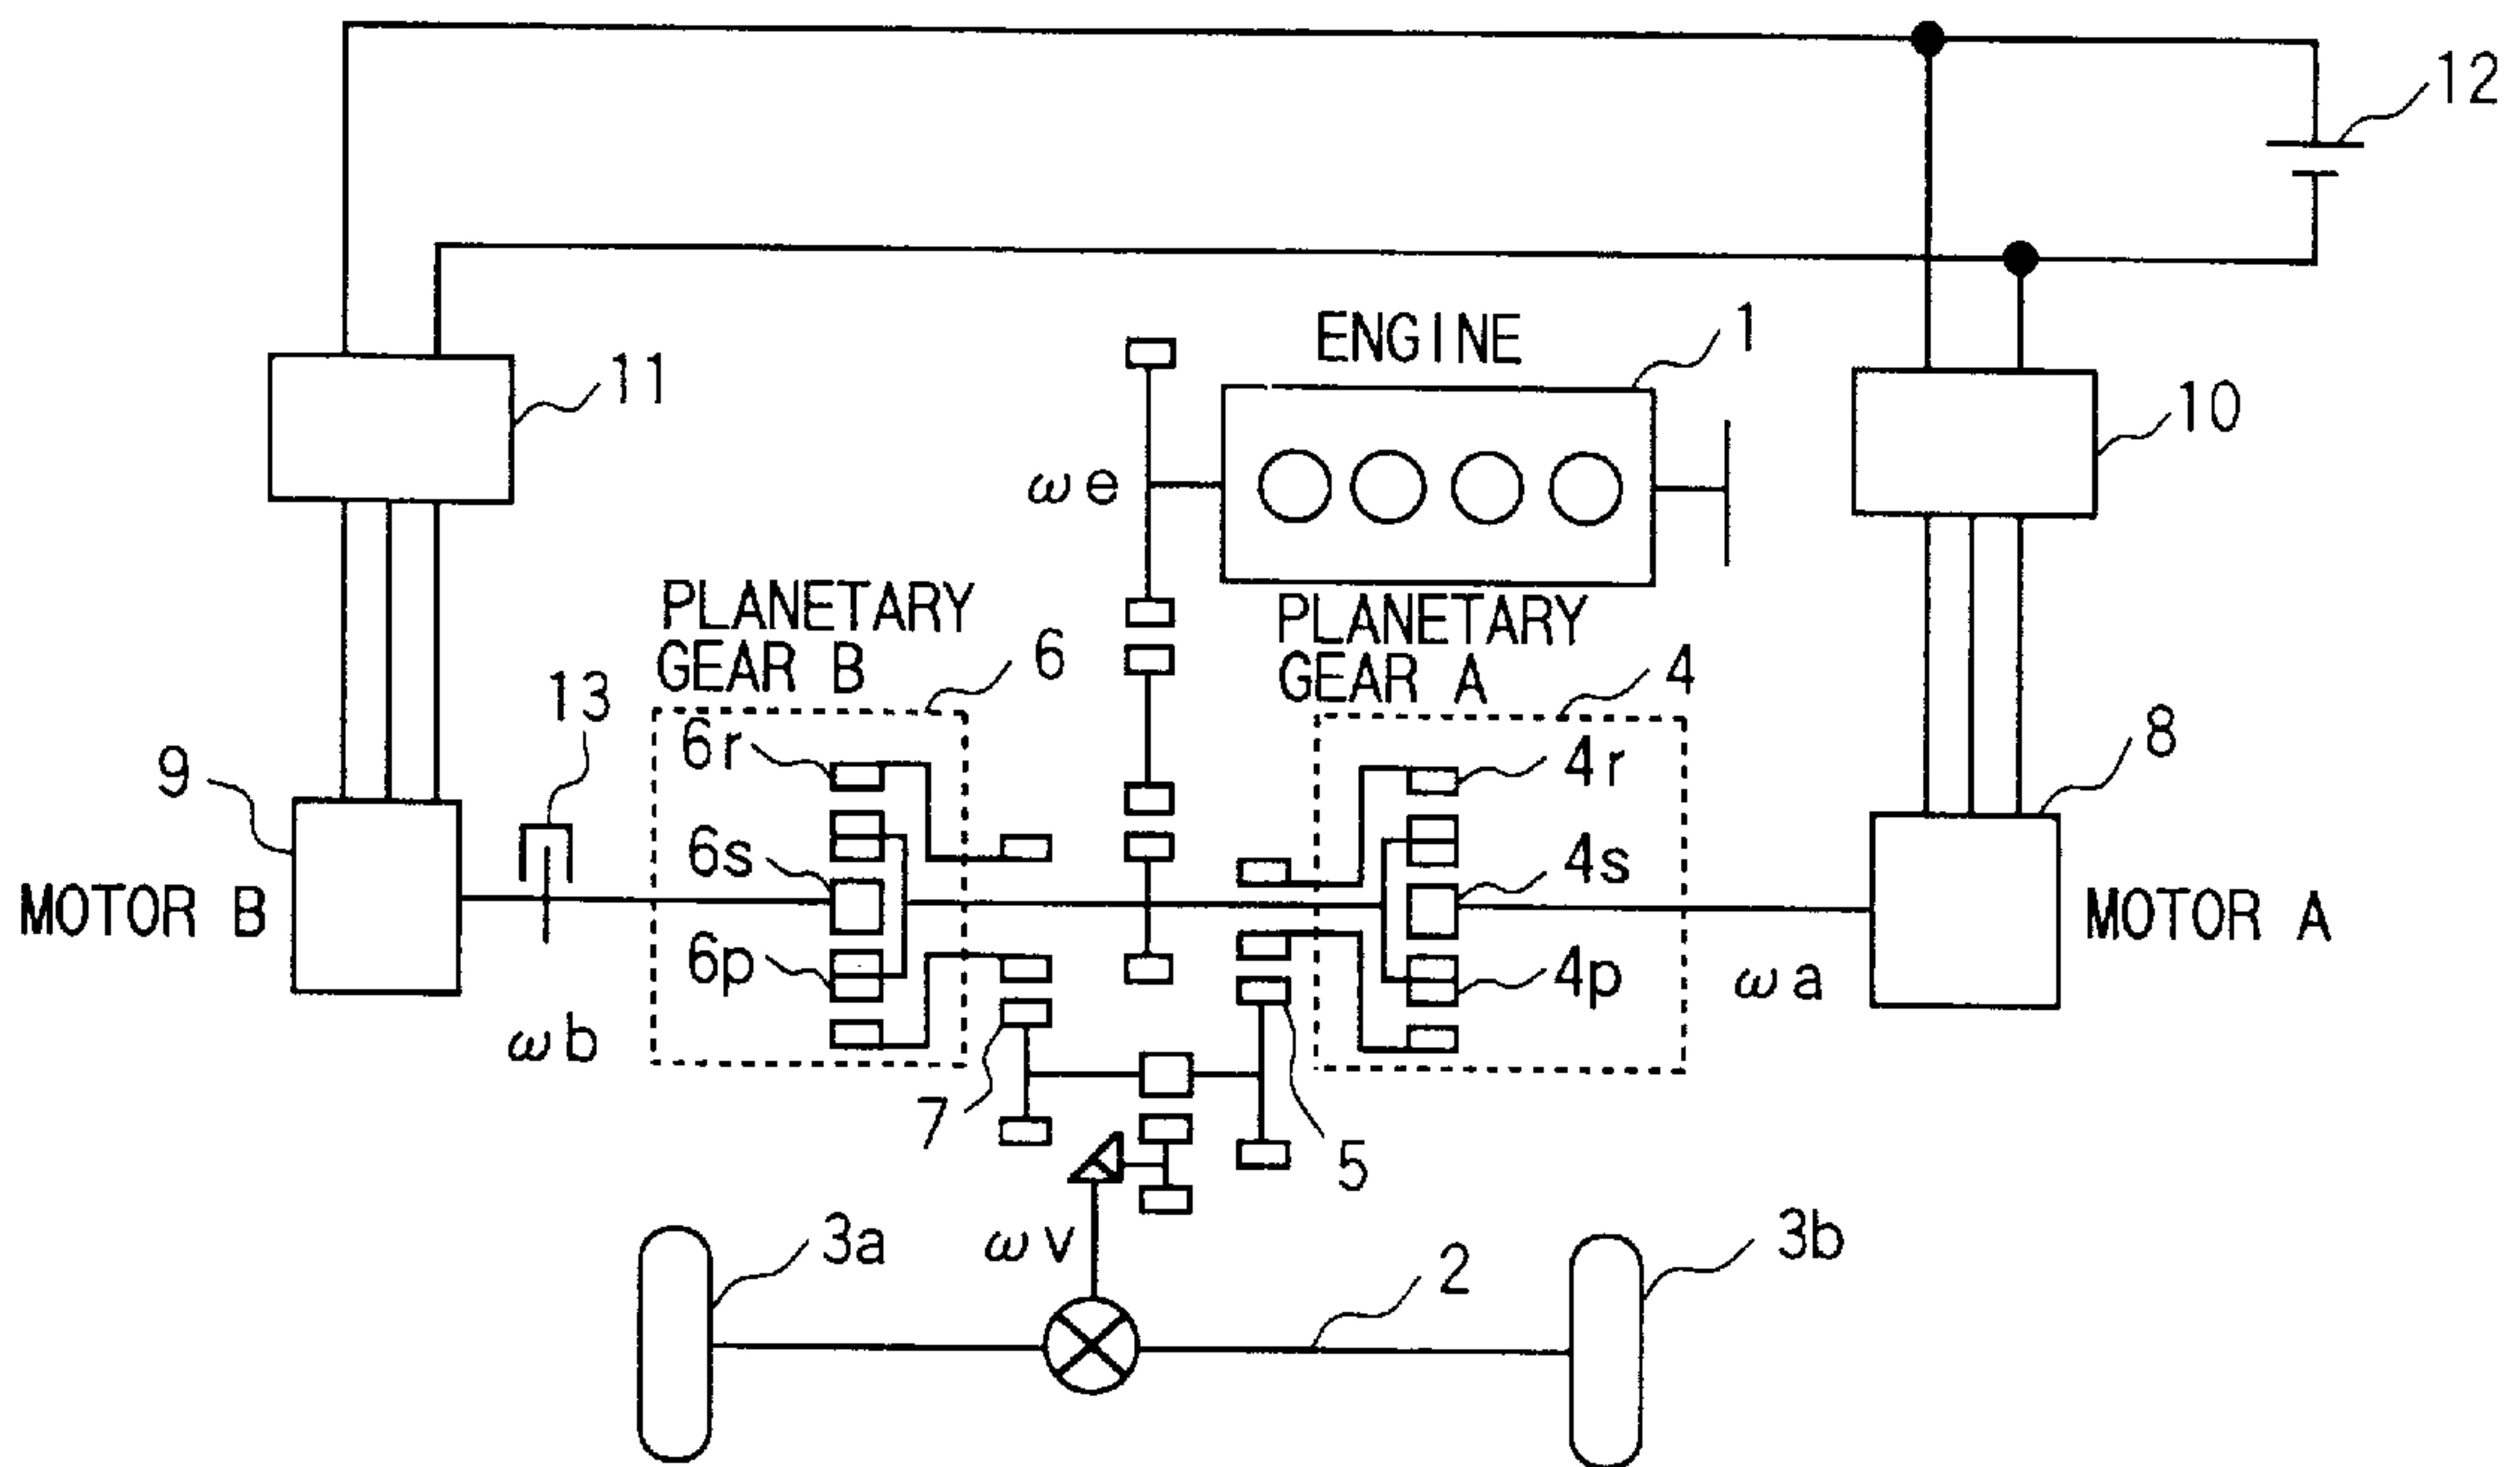 12
ENGINE
1
11
10
ωe
PLANETARY
GEAR B
6
PLANETARY
GEAR A
4
13
9
6r
4r
8
6s
4s
MOTOR B
MOTOR A
6p
4p
ωa
ωb
7
5
3a
ωv
2
3b